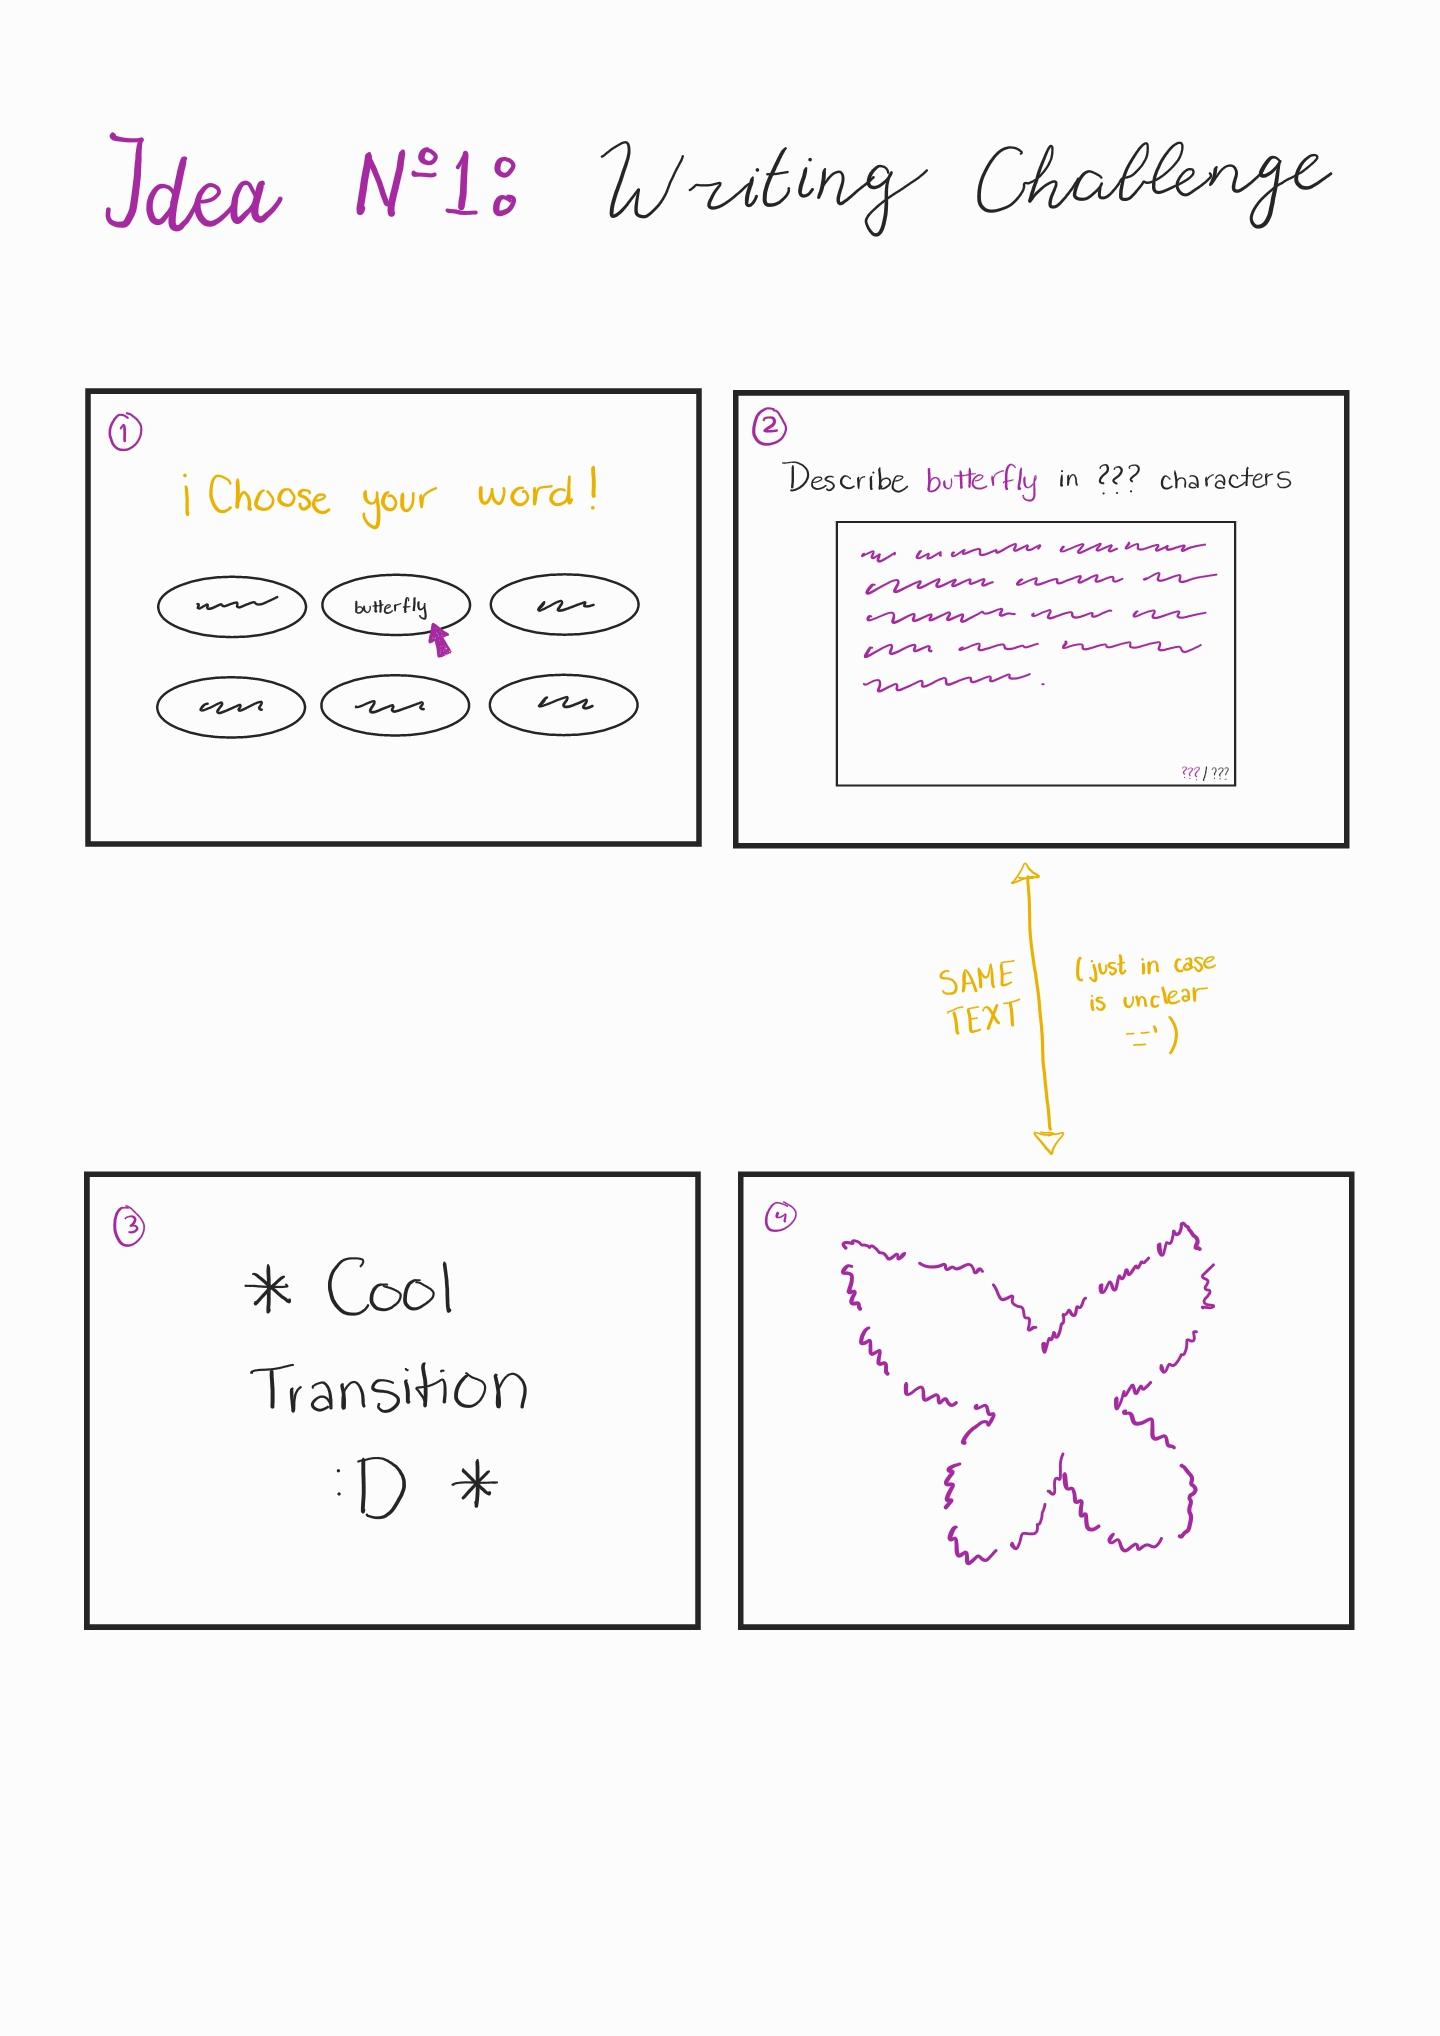 Idea Nº1: Writing Challenge
1
¡Choose your word!
butterfly
2
Describe butterfly in ??? characters
???/???
SAME
TEXT
(just in case
is unclear
-_-')
3
* Cool
Transition
:D *
4